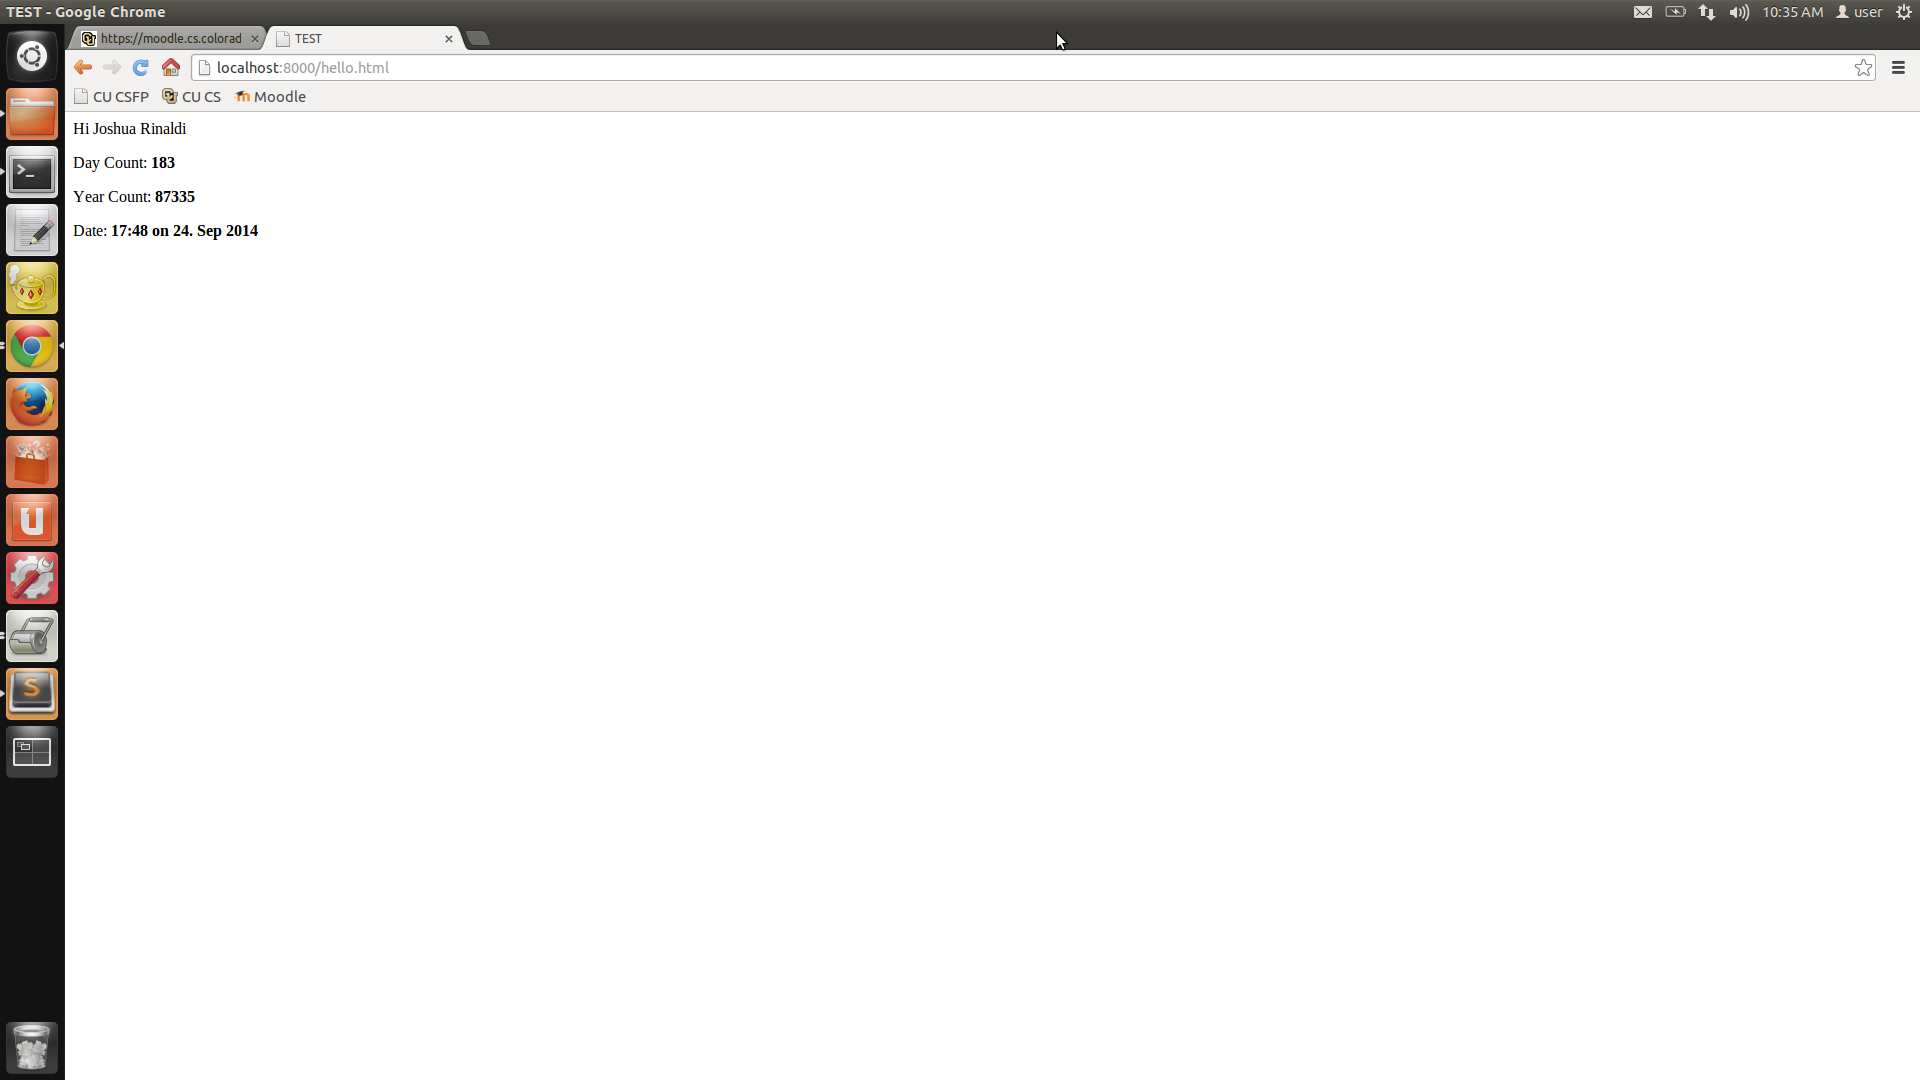 TEST - Google Chrome
10:35 AM user
https://moodle.cs.colorad
TEST
localhost:8000/hello.html
CU CSFP CU CS Moodle
Hi Joshua Rinaldi
Day Count: 183
Year Count: 87335
Date: 17:48 on 24. Sep 2014